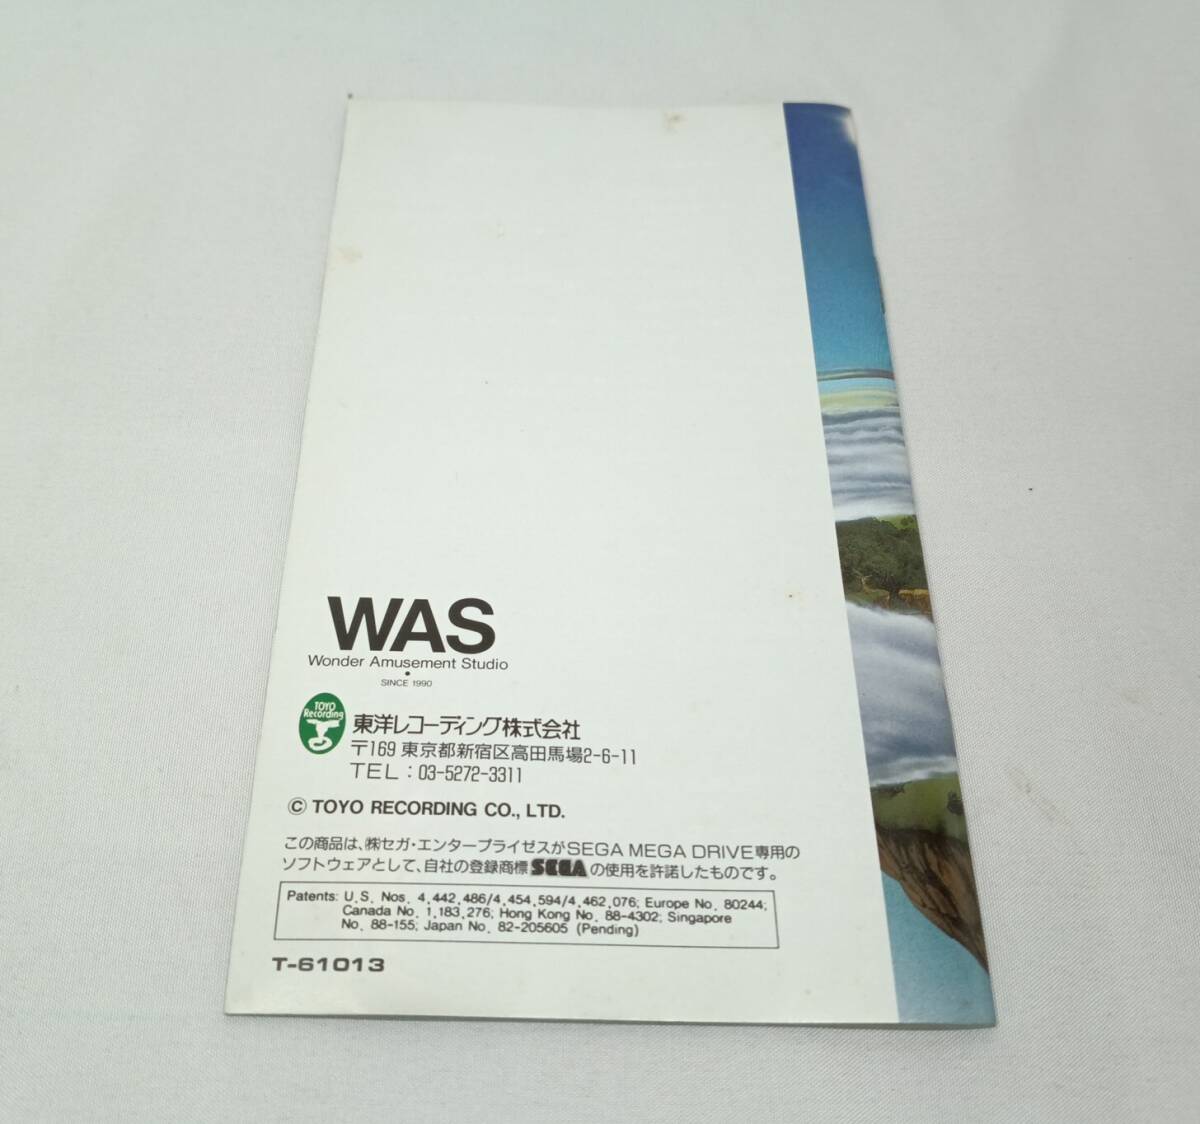 WAS
Wonder Amusement Studio
SINCE 1990
TOYO
Recording
東洋レコーディング株式会社
〒169 東京都新宿区高田馬場2-6-11
TEL：03-5272-3311
© TOYO RECORDING CO., LTD.
この商品は、㈱セガ・エンタープライゼスがSEGA MEGA DRIVE専用の
ソフトウェアとして、自社の登録商標SEGAの使用を許諾したものです。
Patents: U.S. Nos. 4,442,486/4,454,594/4,462,076; Europe No. 80244;
Canada No. 1,183,276; Hong Kong No. 88-4302; Singapore
No. 88-155; Japan No. 82-205605 (Pending)
T-61013